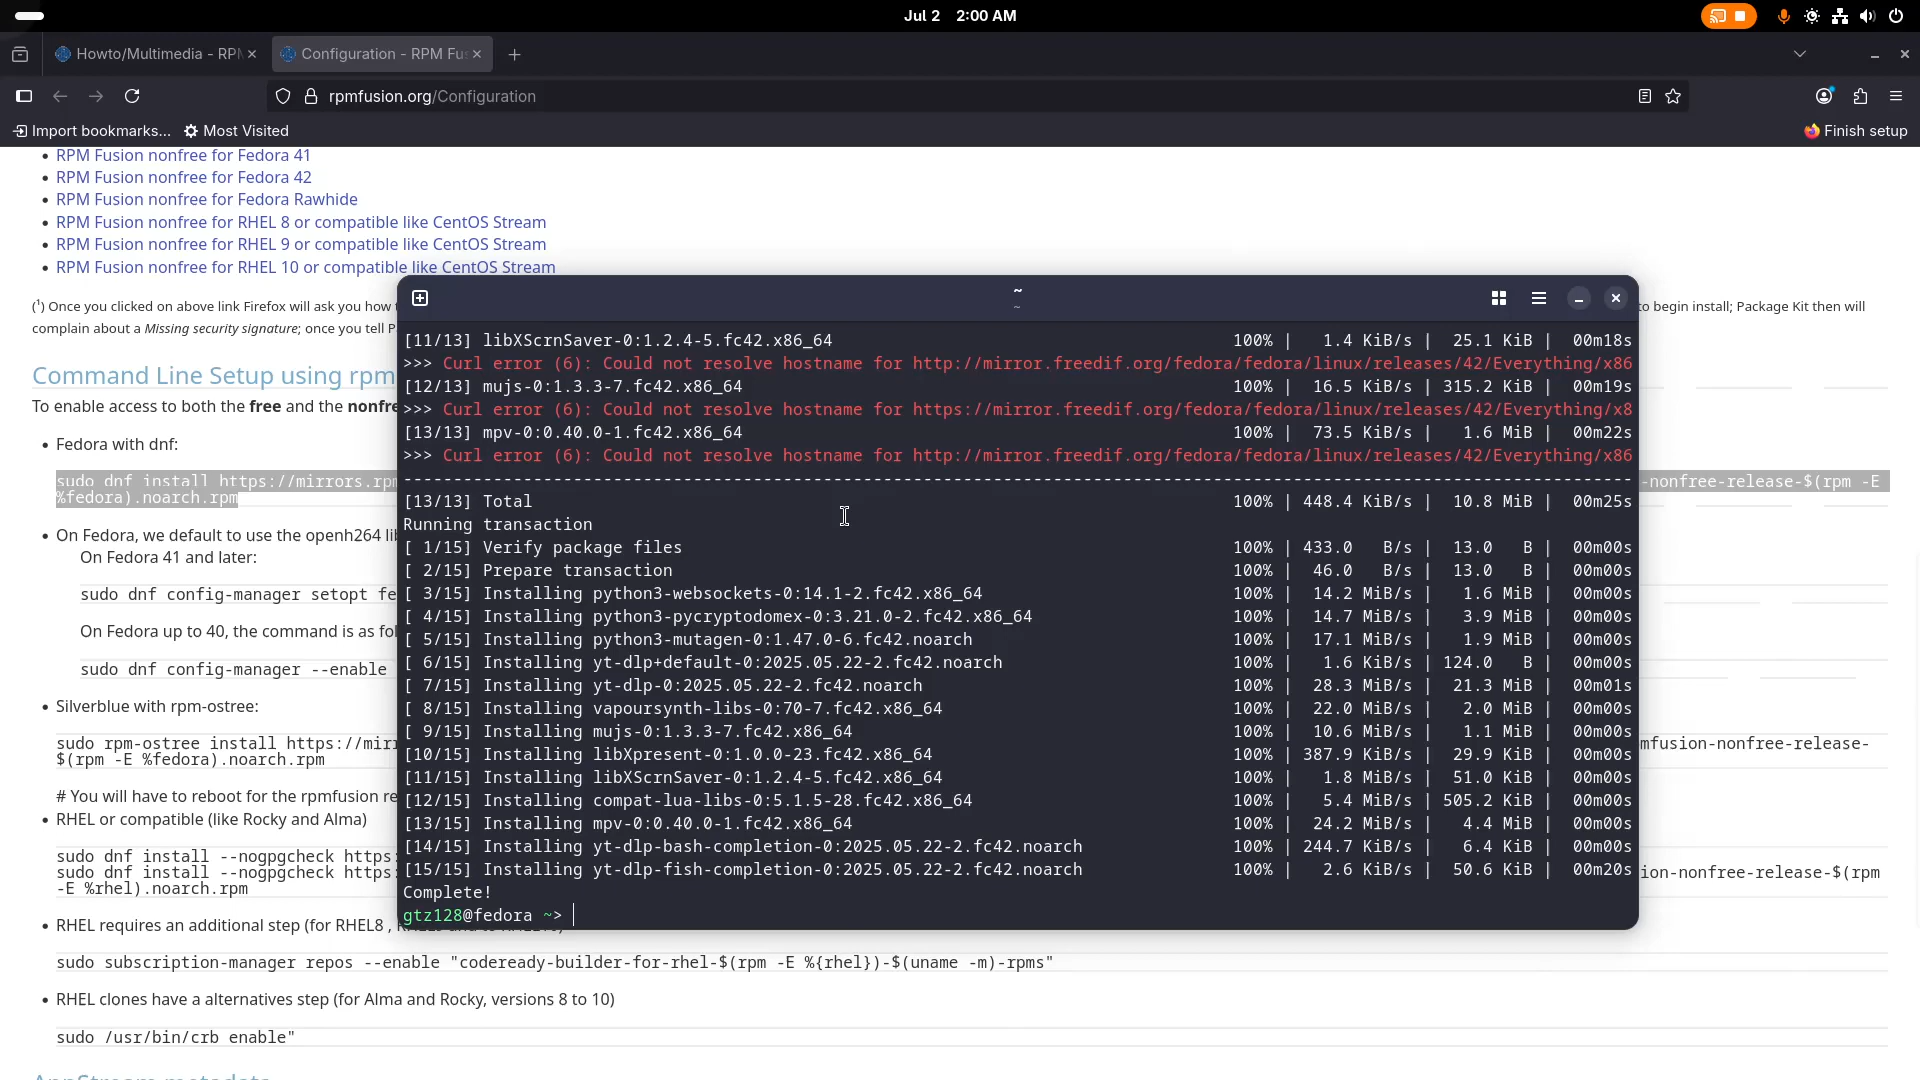 Jul 2 2:00 AM
Howto/Multimedia - RPM
Configuration - RPM Fus
rpmfusion.org/Configuration
Import bookmarks...
Most Visited
Finish setup
• RPM Fusion nonfree for Fedora 41
• RPM Fusion nonfree for Fedora 42
• RPM Fusion nonfree for Fedora Rawhide
• RPM Fusion nonfree for RHEL 8 or compatible like CentOS Stream
• RPM Fusion nonfree for RHEL 9 or compatible like CentOS Stream
• RPM Fusion nonfree for RHEL 10 or compatible like CentOS Stream
(1) Once you clicked on above link Firefox will ask you how to begin install; Package Kit then will
complain about a Missing security signature; once you tell P
Command Line Setup using rpm
To enable access to both the free and the nonfre
• Fedora with dnf:
sudo dnf install https://mirrors.rpm -nonfree-release-$(rpm -E
%fedora).noarch.rpm
• On Fedora, we default to use the openh264 lib
On Fedora 41 and later:
sudo dnf config-manager setopt fe
On Fedora up to 40, the command is as fol
sudo dnf config-manager --enable
• Silverblue with rpm-ostree:
sudo rpm-ostree install https://mirr mfusion-nonfree-release-
$(rpm -E %fedora).noarch.rpm
# You will have to reboot for the rpmfusion re
• RHEL or compatible (like Rocky and Alma)
sudo dnf install --nogpgcheck https:
sudo dnf install --nogpgcheck https: ion-nonfree-release-$(rpm
-E %rhel).noarch.rpm
• RHEL requires an additional step (for RHEL8 ,
sudo subscription-manager repos --enable "codeready-builder-for-rhel-$(rpm -E %{rhel})-$(uname -m)-rpms"
• RHEL clones have a alternatives step (for Alma and Rocky, versions 8 to 10)
sudo /usr/bin/crb enable"
AppStream metadata
~
~
[11/13] libXScrnSaver-0:1.2.4-5.fc42.x86_64 100% | 1.4 KiB/s | 25.1 KiB | 00m18s
>>> Curl error (6): Could not resolve hostname for http://mirror.freedif.org/fedora/fedora/linux/releases/42/Everything/x86
[12/13] mujs-0:1.3.3-7.fc42.x86_64 100% | 16.5 KiB/s | 315.2 KiB | 00m19s
>>> Curl error (6): Could not resolve hostname for https://mirror.freedif.org/fedora/fedora/linux/releases/42/Everything/x8
[13/13] mpv-0:0.40.0-1.fc42.x86_64 100% | 73.5 KiB/s | 1.6 MiB | 00m22s
>>> Curl error (6): Could not resolve hostname for http://mirror.freedif.org/fedora/fedora/linux/releases/42/Everything/x86
[13/13] Total 100% | 448.4 KiB/s | 10.8 MiB | 00m25s
Running transaction
[ 1/15] Verify package files 100% | 433.0 B/s | 13.0 B | 00m00s
[ 2/15] Prepare transaction 100% | 46.0 B/s | 13.0 B | 00m00s
[ 3/15] Installing python3-websockets-0:14.1-2.fc42.x86_64 100% | 14.2 MiB/s | 1.6 MiB | 00m00s
[ 4/15] Installing python3-pycryptodomex-0:3.21.0-2.fc42.x86_64 100% | 14.7 MiB/s | 3.9 MiB | 00m00s
[ 5/15] Installing python3-mutagen-0:1.47.0-6.fc42.noarch 100% | 17.1 MiB/s | 1.9 MiB | 00m00s
[ 6/15] Installing yt-dlp+default-0:2025.05.22-2.fc42.noarch 100% | 1.6 KiB/s | 124.0 B | 00m00s
[ 7/15] Installing yt-dlp-0:2025.05.22-2.fc42.noarch 100% | 28.3 MiB/s | 21.3 MiB | 00m01s
[ 8/15] Installing vapoursynth-libs-0:70-7.fc42.x86_64 100% | 22.0 MiB/s | 2.0 MiB | 00m00s
[ 9/15] Installing mujs-0:1.3.3-7.fc42.x86_64 100% | 10.6 MiB/s | 1.1 MiB | 00m00s
[10/15] Installing libXpresent-0:1.0.0-23.fc42.x86_64 100% | 387.9 KiB/s | 29.9 KiB | 00m00s
[11/15] Installing libXScrnSaver-0:1.2.4-5.fc42.x86_64 100% | 1.8 MiB/s | 51.0 KiB | 00m00s
[12/15] Installing compat-lua-libs-0:5.1.5-28.fc42.x86_64 100% | 5.4 MiB/s | 505.2 KiB | 00m00s
[13/15] Installing mpv-0:0.40.0-1.fc42.x86_64 100% | 24.2 MiB/s | 4.4 MiB | 00m00s
[14/15] Installing yt-dlp-bash-completion-0:2025.05.22-2.fc42.noarch 100% | 244.7 KiB/s | 6.4 KiB | 00m00s
[15/15] Installing yt-dlp-fish-completion-0:2025.05.22-2.fc42.noarch 100% | 2.6 KiB/s | 50.6 KiB | 00m20s
Complete!
gtz128@fedora ~>